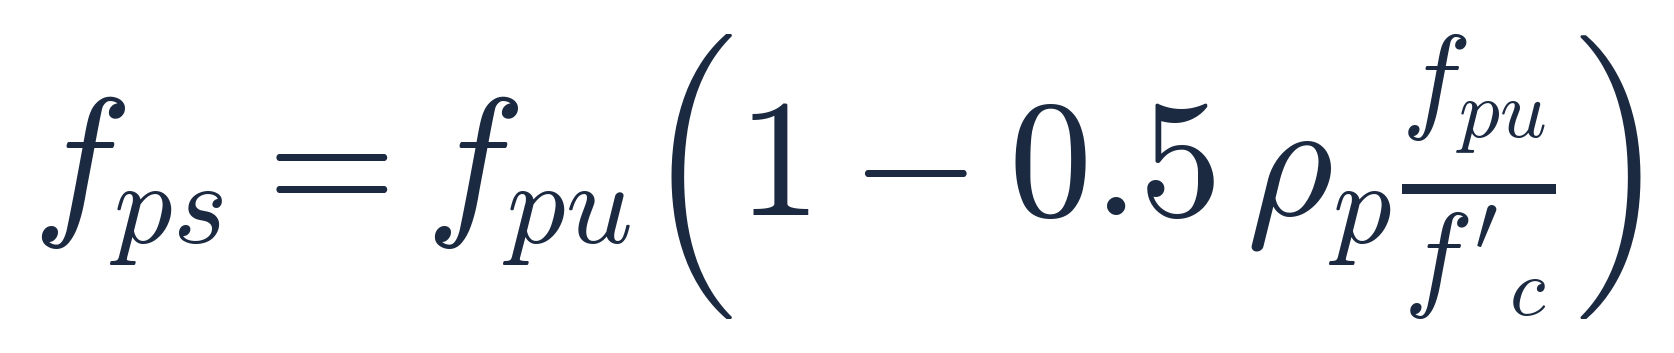 f_{ps} = f_{pu} \left( 1 - 0.5 \, \rho_p \frac{f_{pu}}{f'_c} \right)